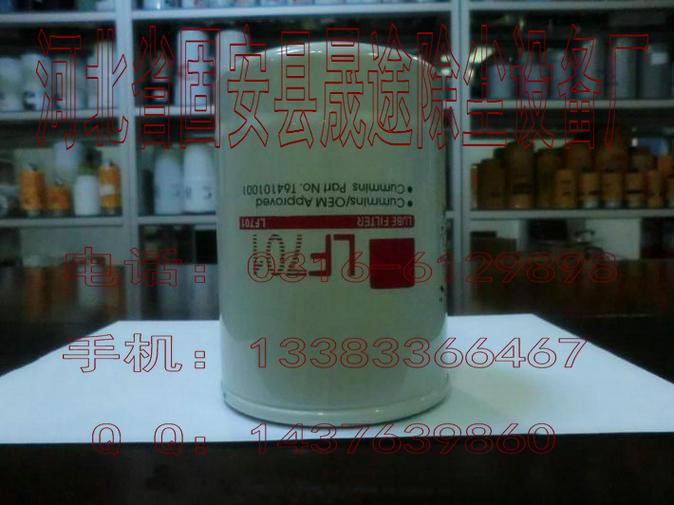 河北省固安县晟途除尘设备厂
● Cummins Part No. T64101001
● Cummins/OEM Approved
LUBE FILTER LF701
LF701
电话：0316-6129898
手机：13383366467
Q Q：1437639860